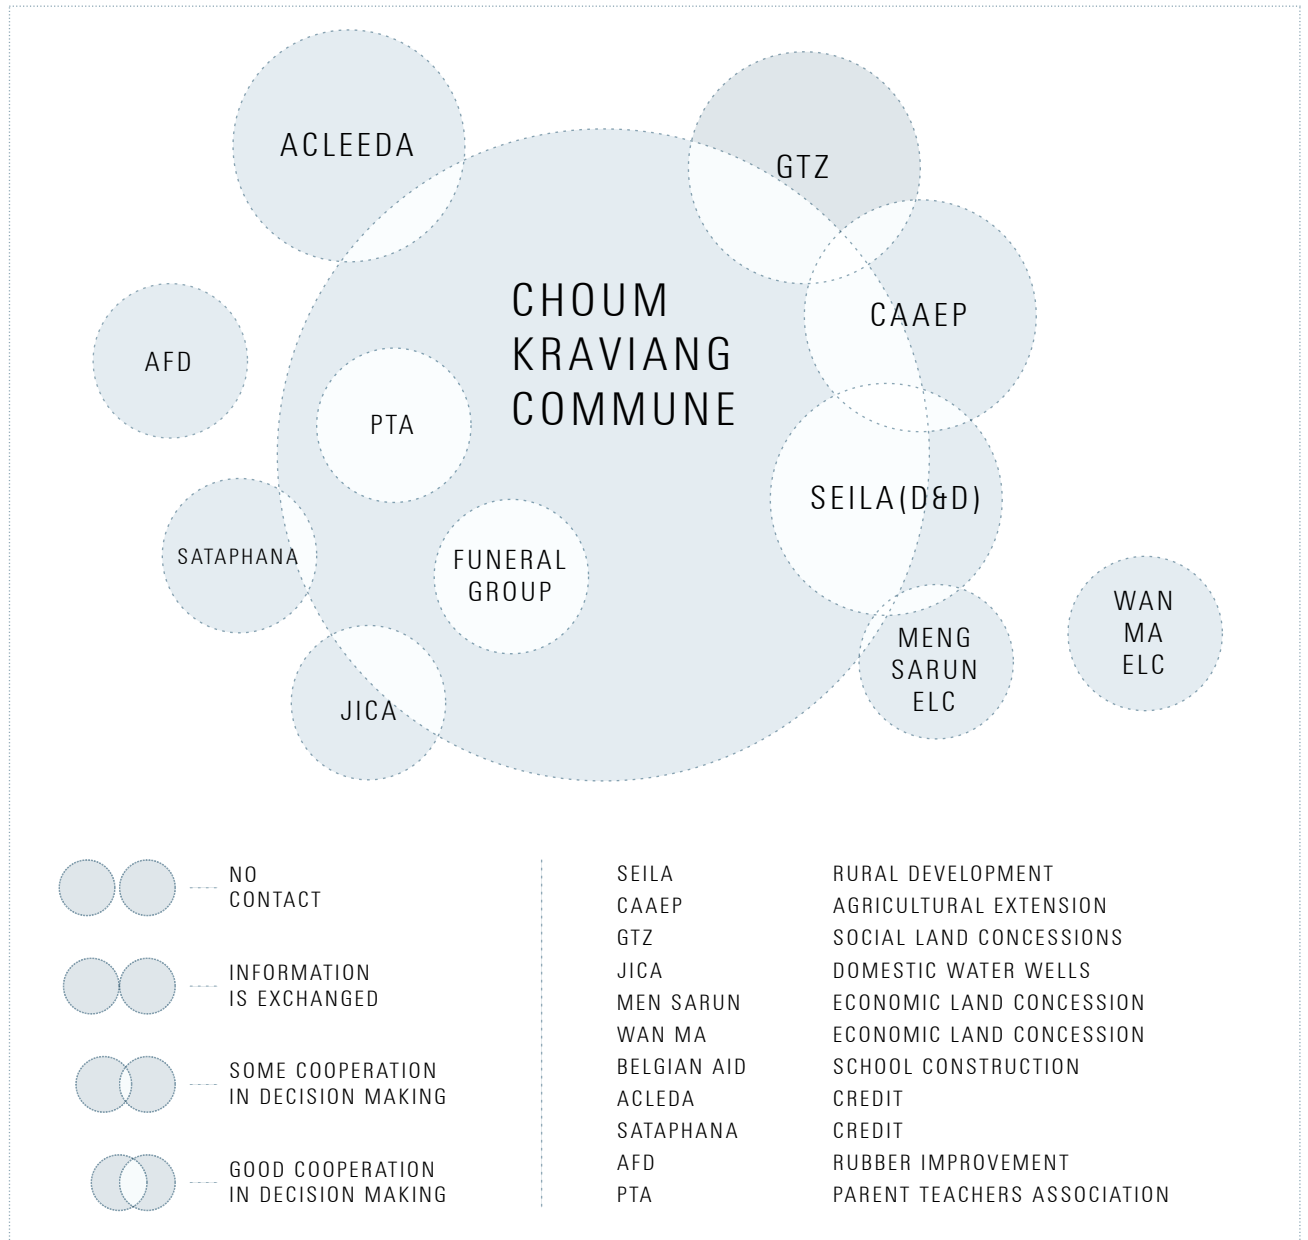 ACLEEDA
GTZ
CHOUM
KRAVIANG
COMMUNE
CAAEP
AFD
PTA
SEILA(D&D)
SATAPHANA
FUNERAL
GROUP
WAN
MA
ELC
MENG
SARUN
ELC
JICA
NO
CONTACT
INFORMATION
IS EXCHANGED
SOME COOPERATION
IN DECISION MAKING
GOOD COOPERATION
IN DECISION MAKING
SEILA RURAL DEVELOPMENT
CAAEP AGRICULTURAL EXTENSION
GTZ SOCIAL LAND CONCESSIONS
JICA DOMESTIC WATER WELLS
MEN SARUN ECONOMIC LAND CONCESSION
WAN MA ECONOMIC LAND CONCESSION
BELGIAN AID SCHOOL CONSTRUCTION
ACLEDA CREDIT
SATAPHANA CREDIT
AFD RUBBER IMPROVEMENT
PTA PARENT TEACHERS ASSOCIATION